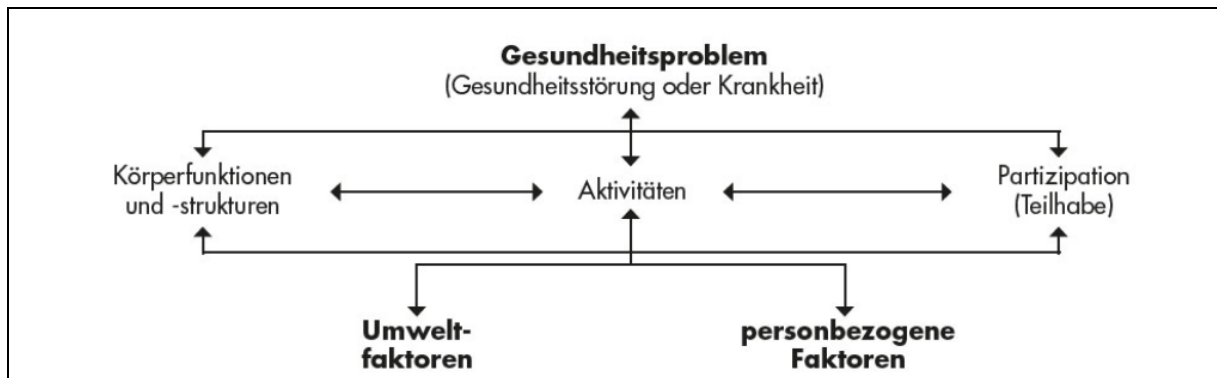 Gesundheitsproblem
(Gesundheitsstörung oder Krankheit)
Körperfunktionen
und -strukturen
Aktivitäten
Partizipation
(Teilhabe)
Umwelt-
faktoren
personbezogene
Faktoren